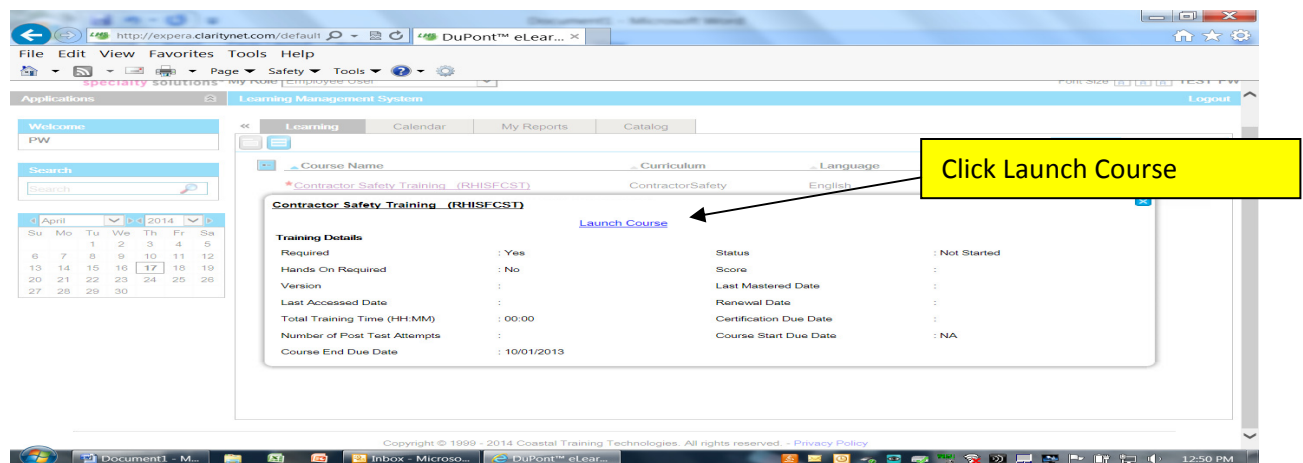 Document1 - Microsoft Word
http://expera.claritynet.com/default
DuPont™ eLear... ×
File Edit View Favorites Tools Help
Page Safety Tools
specialty solutions® My Role Employee User Font Size A A A TEST PW
Applications Learning Management System Logout
Welcome
PW
« Learning Calendar My Reports Catalog
Search
Search
Course Name Curriculum Language
*Contractor Safety Training (RHISFCST) ContractorSafety English
Click Launch Course
Contractor Safety Training (RHISFCST)
Launch Course
Training Details
Required : Yes Status : Not Started
Hands On Required : No Score :
Version : Last Mastered Date :
Last Accessed Date : Renewal Date :
Total Training Time (HH:MM) : 00:00 Certification Due Date :
Number of Post Test Attempts : Course Start Due Date : NA
Course End Due Date : 10/01/2013
April 2014
Su Mo Tu We Th Fr Sa
1 2 3 4 5
6 7 8 9 10 11 12
13 14 15 16 17 18 19
20 21 22 23 24 25 26
27 28 29 30
Copyright © 1999 - 2014 Coastal Training Technologies. All rights reserved. - Privacy Policy
Document1 - M... Inbox - Microso... DuPont™ eLear... 12:50 PM